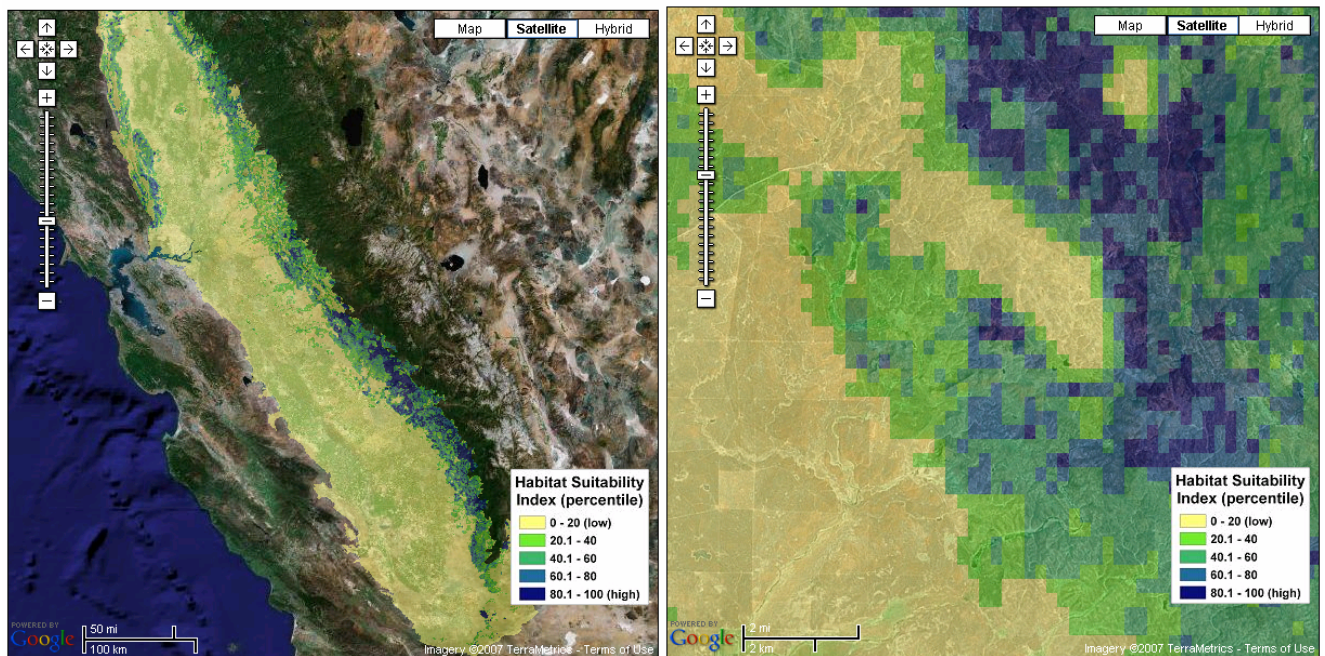 Map Satellite Hybrid
Habitat Suitability
Index (percentile)
0 - 20 (low)
20.1 - 40
40.1 - 60
60.1 - 80
80.1 - 100 (high)
POWERED BY
Google
50 mi
100 km
Imagery ©2007 TerraMetrics - Terms of Use
Map Satellite Hybrid
Habitat Suitability
Index (percentile)
0 - 20 (low)
20.1 - 40
40.1 - 60
60.1 - 80
80.1 - 100 (high)
POWERED BY
Google
2 mi
2 km
Imagery ©2007 TerraMetrics - Terms of Use